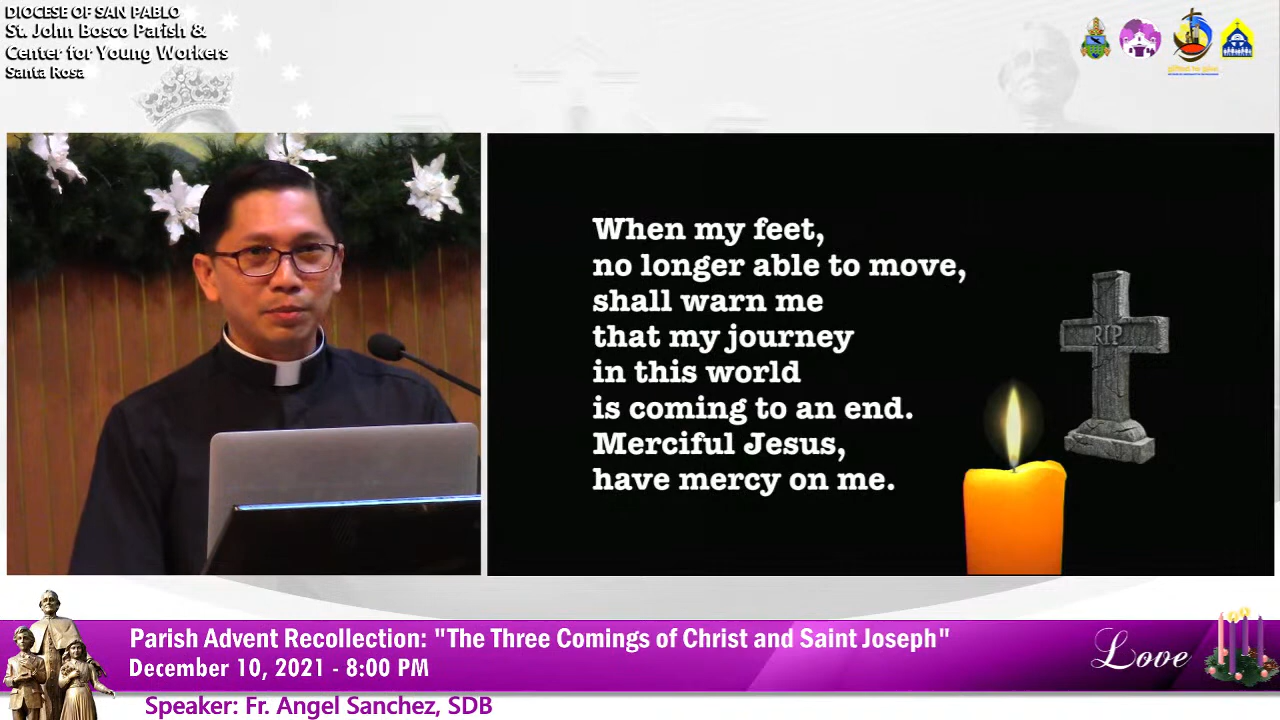 DIOCESE OF SAN PABLO
St. John Bosco Parish &
Center for Young Workers
Santa Rosa
When my feet,
no longer able to move,
shall warn me
that my journey
in this world
is coming to an end.
Merciful Jesus,
have mercy on me.
RIP
Parish Advent Recollection: "The Three Comings of Christ and Saint Joseph"
December 10, 2021 - 8:00 PM
Love
Speaker: Fr. Angel Sanchez, SDB